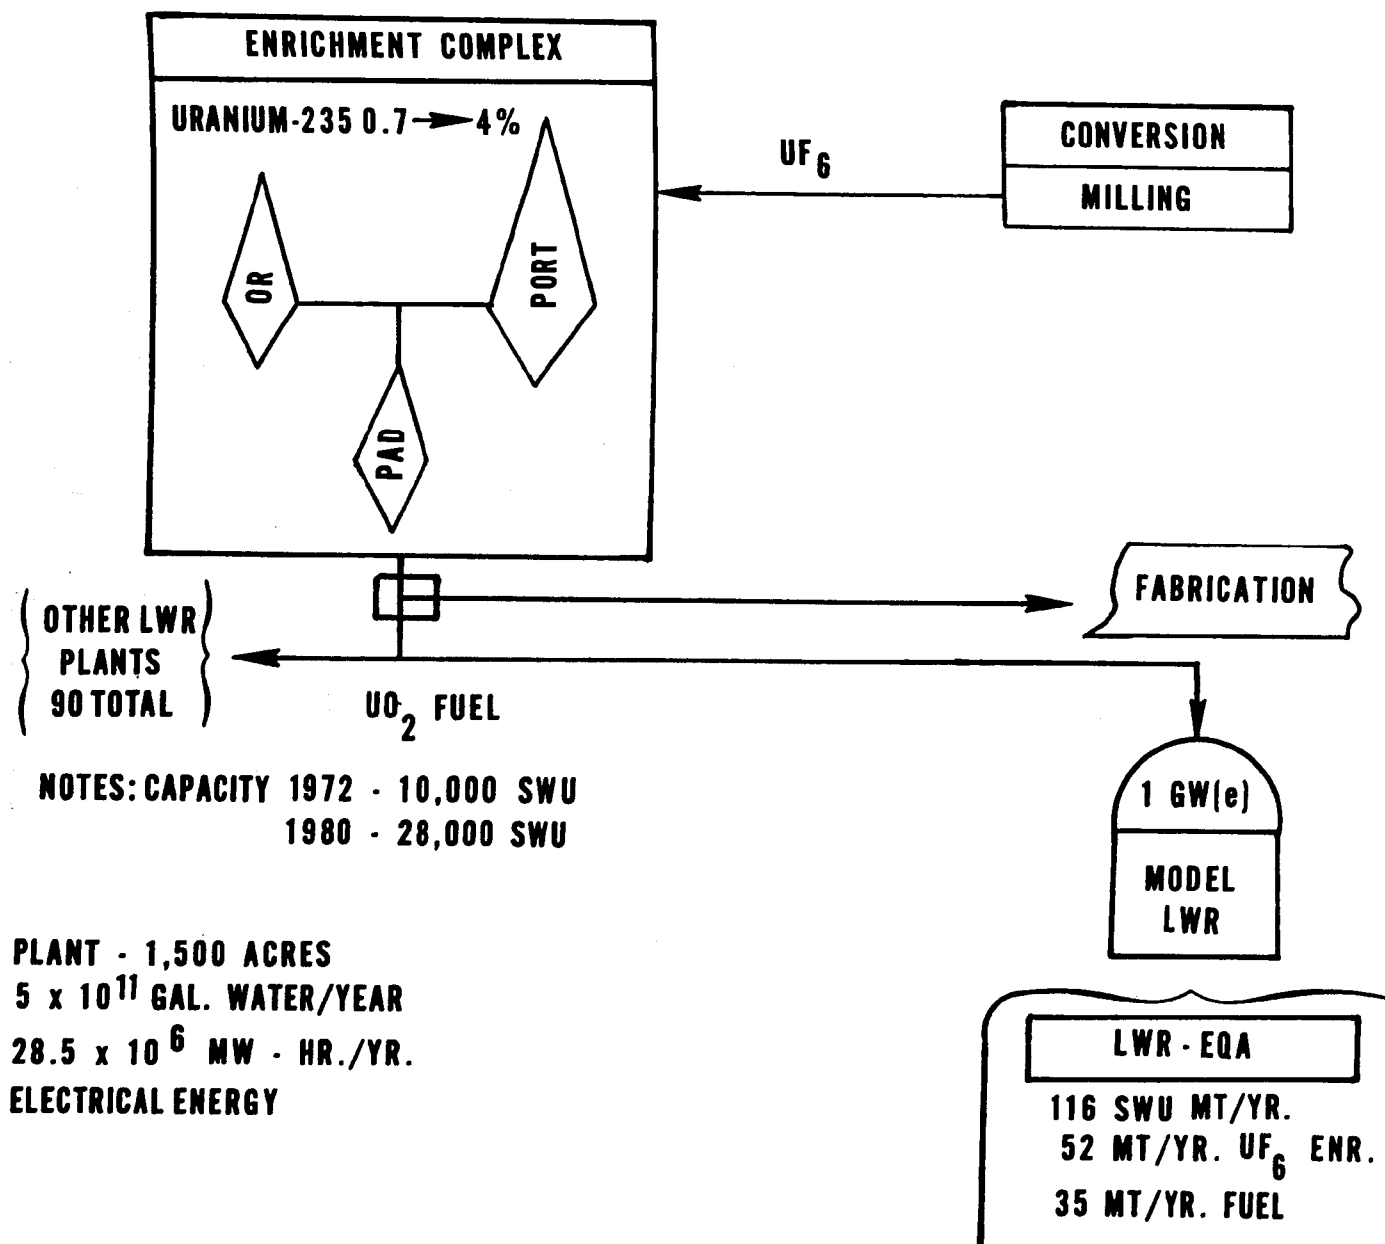 ENRICHMENT COMPLEX
URANIUM-235 0.7 → 4%
OR
PORT
PAD
UF6
CONVERSION
MILLING
FABRICATION
OTHER LWR
PLANTS
90 TOTAL
UO2 FUEL
NOTES: CAPACITY 1972 - 10,000 SWU
1980 - 28,000 SWU
1 GW(e)
MODEL
LWR
PLANT - 1,500 ACRES
5 x 10^11 GAL. WATER/YEAR
28.5 x 10^6 MW - HR./YR.
ELECTRICAL ENERGY
LWR - EQA
116 SWU MT/YR.
52 MT/YR. UF6 ENR.
35 MT/YR. FUEL